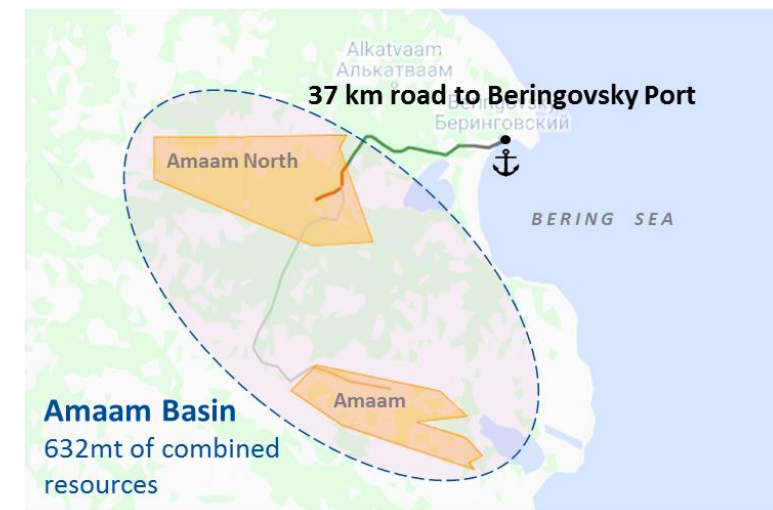 Alkatvaam
Алькатваам
37 km road to Beringovsky Port
Beringovsky
Беринговский
Amaam North
BERING SEA
Amaam
Amaam Basin
632mt of combined
resources